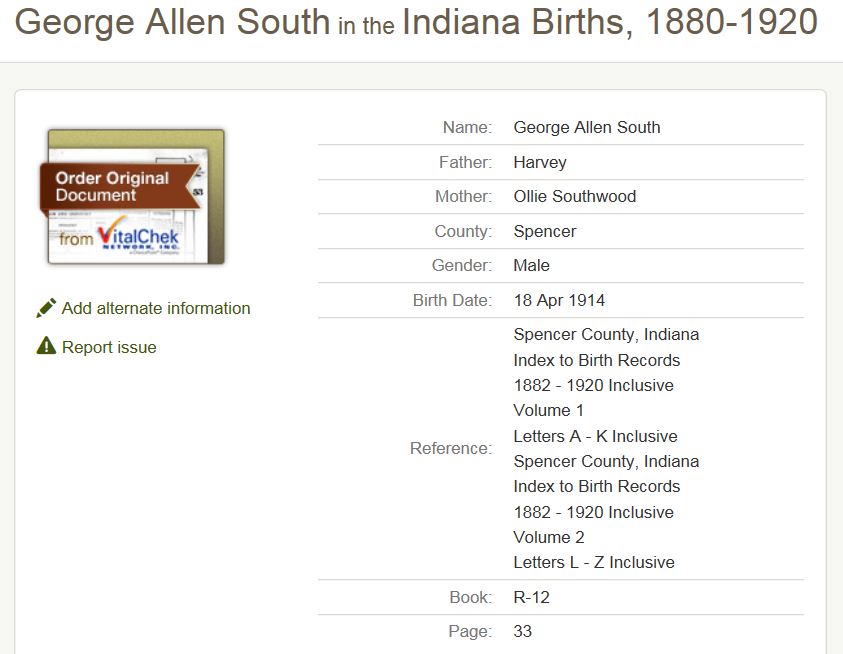 George Allen South in the Indiana Births, 1880-1920
Order Original
Document
53
from VitalChek
NETWORK, INC.
Add alternate information
Report issue
Name: George Allen South
Father: Harvey
Mother: Ollie Southwood
County: Spencer
Gender: Male
Birth Date: 18 Apr 1914
Reference:
Spencer County, Indiana
Index to Birth Records
1882 - 1920 Inclusive
Volume 1
Letters A - K Inclusive
Spencer County, Indiana
Index to Birth Records
1882 - 1920 Inclusive
Volume 2
Letters L - Z Inclusive
Book: R-12
Page: 33